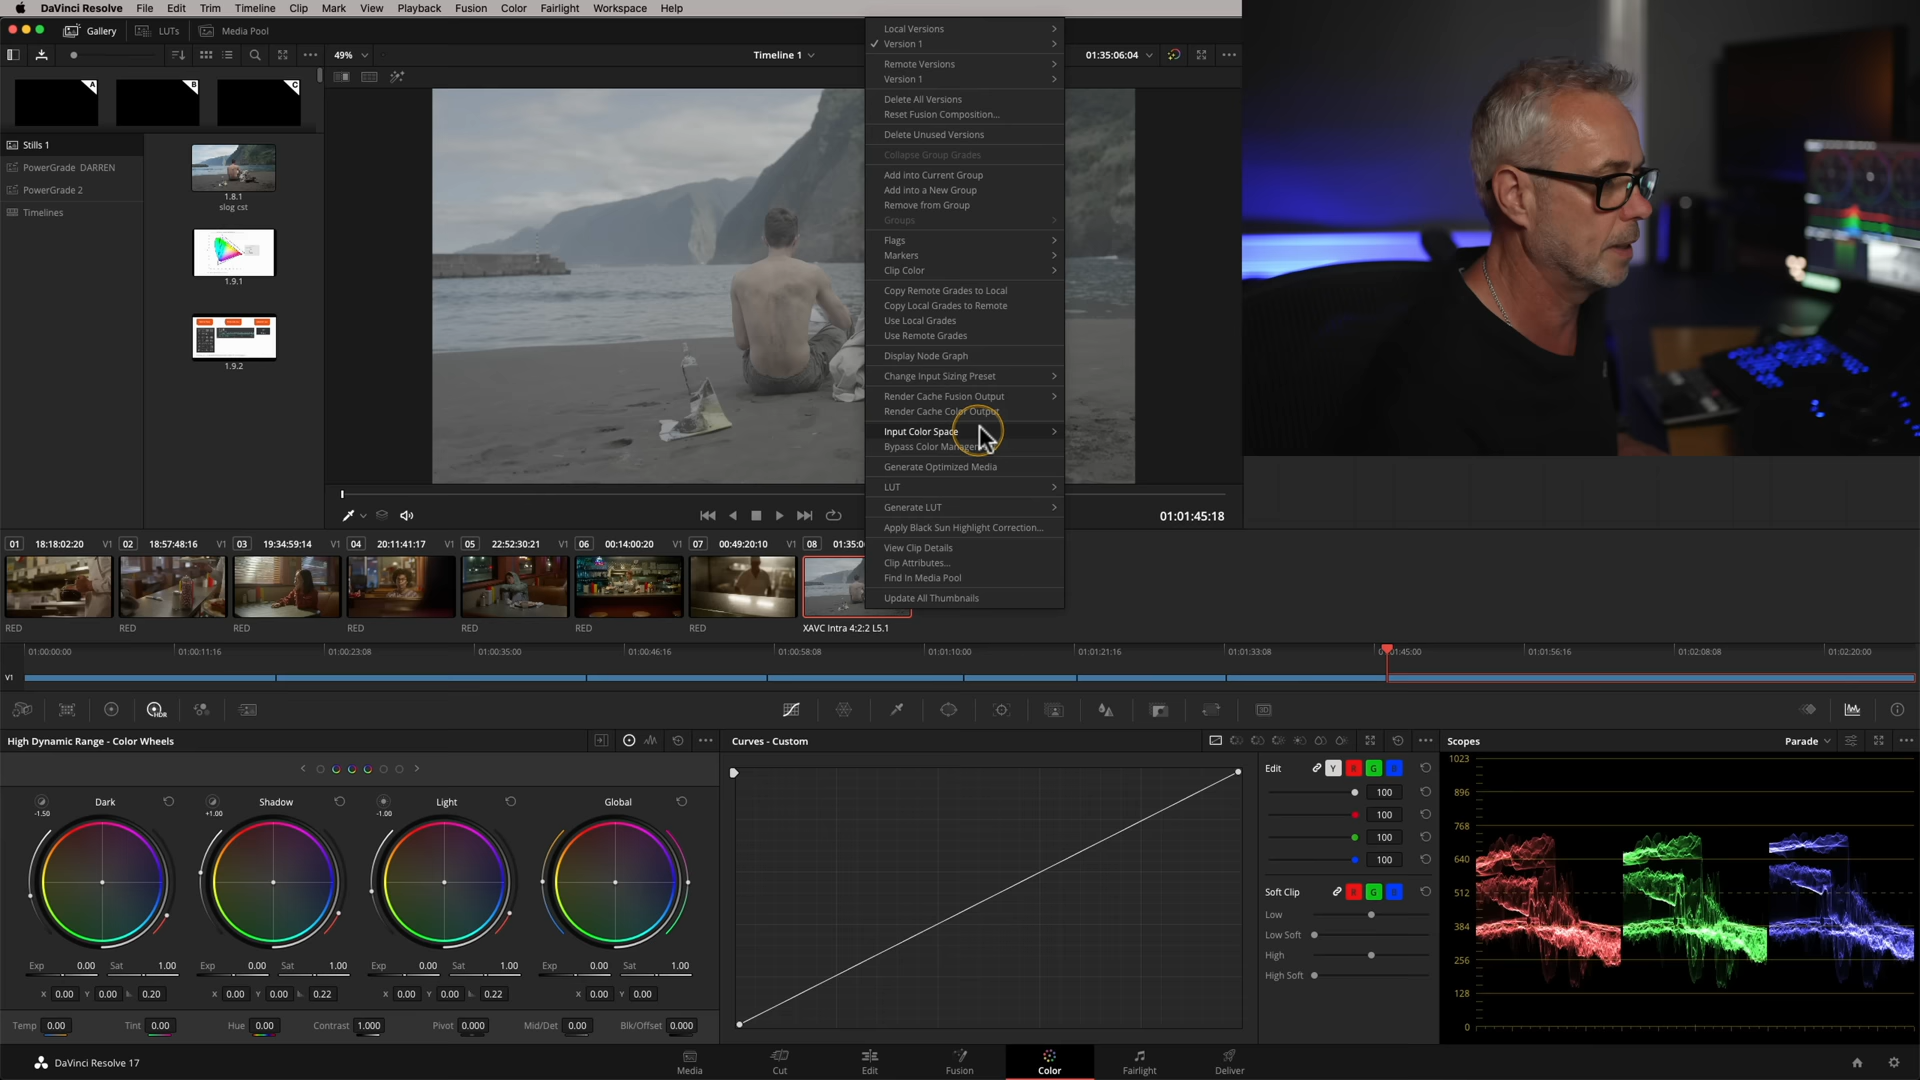 DaVinci Resolve File Edit Trim Timeline Clip Mark View Playback Fusion Color Fairlight Workspace Help
Gallery LUTs Media Pool
49% Timeline 1 01:35:06:04
A B C
Stills 1
PowerGrade DARREN
PowerGrade 2
Timelines
1.8.1
slog cst
1.9.1
1.9.2
Local Versions
Version 1
Remote Versions
Version 1
Delete All Versions
Reset Fusion Composition...
Delete Unused Versions
Collapse Group Grades
Add into Current Group
Add into a New Group
Remove from Group
Groups
Flags
Markers
Clip Color
Copy Remote Grades to Local
Copy Local Grades to Remote
Use Local Grades
Use Remote Grades
Display Node Graph
Change Input Sizing Preset
Render Cache Fusion Output
Render Cache Color Output
Input Color Space
Bypass Color Manage
Generate Optimized Media
LUT
Generate LUT
Apply Black Sun Highlight Correction...
View Clip Details
Clip Attributes...
Find In Media Pool
Update All Thumbnails
01:01:45:18
01 18:18:02:20 V1 02 18:57:48:16 V1 03 19:34:59:14 V1 04 20:11:41:17 V1 05 22:52:30:21 V1 06 00:14:00:20 V1 07 00:49:20:10 V1 08 01:35:0
RED RED RED RED RED RED RED XAVC Intra 4:2:2 L5.1
01:00:00:00 01:00:11:16 01:00:23:08 01:00:35:00 01:00:46:16 01:00:58:08 01:01:10:00 01:01:21:16 01:01:33:08 01:01:45:00 01:01:56:16 01:02:08:08 01:02:20:00
V1
HDR
High Dynamic Range - Color Wheels Curves - Custom Scopes Parade
Dark Shadow Light Global
-1.50 +1.00 -1.00
Exp 0.00 Sat 1.00 Exp 0.00 Sat 1.00 Exp 0.00 Sat 1.00 Exp 0.00 Sat 1.00
X 0.00 Y 0.00 0.20 X 0.00 Y 0.00 0.22 X 0.00 Y 0.00 0.22 X 0.00 Y 0.00
Temp 0.00 Tint 0.00 Hue 0.00 Contrast 1.000 Pivot 0.000 Mid/Det 0.00 Blk/Offset 0.000
Edit Y R G B
100
100
100
100
Soft Clip R G B
Low
Low Soft
High
High Soft
1023
896
768
640
512
384
256
128
0
DaVinci Resolve 17
Media Cut Edit Fusion Color Fairlight Deliver